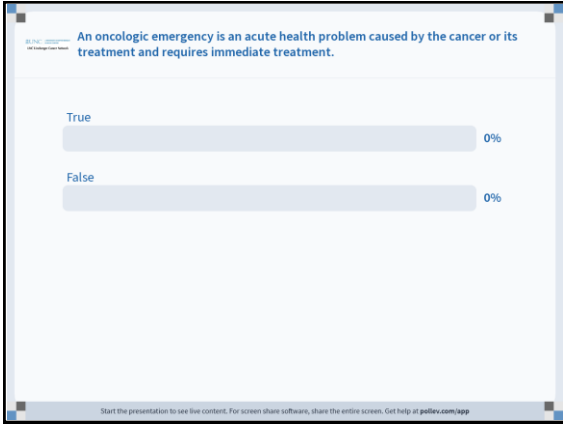 An oncologic emergency is an acute health problem caused by the cancer or its
treatment and requires immediate treatment.
True
0%
False
0%
Start the presentation to see live content. For screen share software, share the entire screen. Get help at pollev.com/app